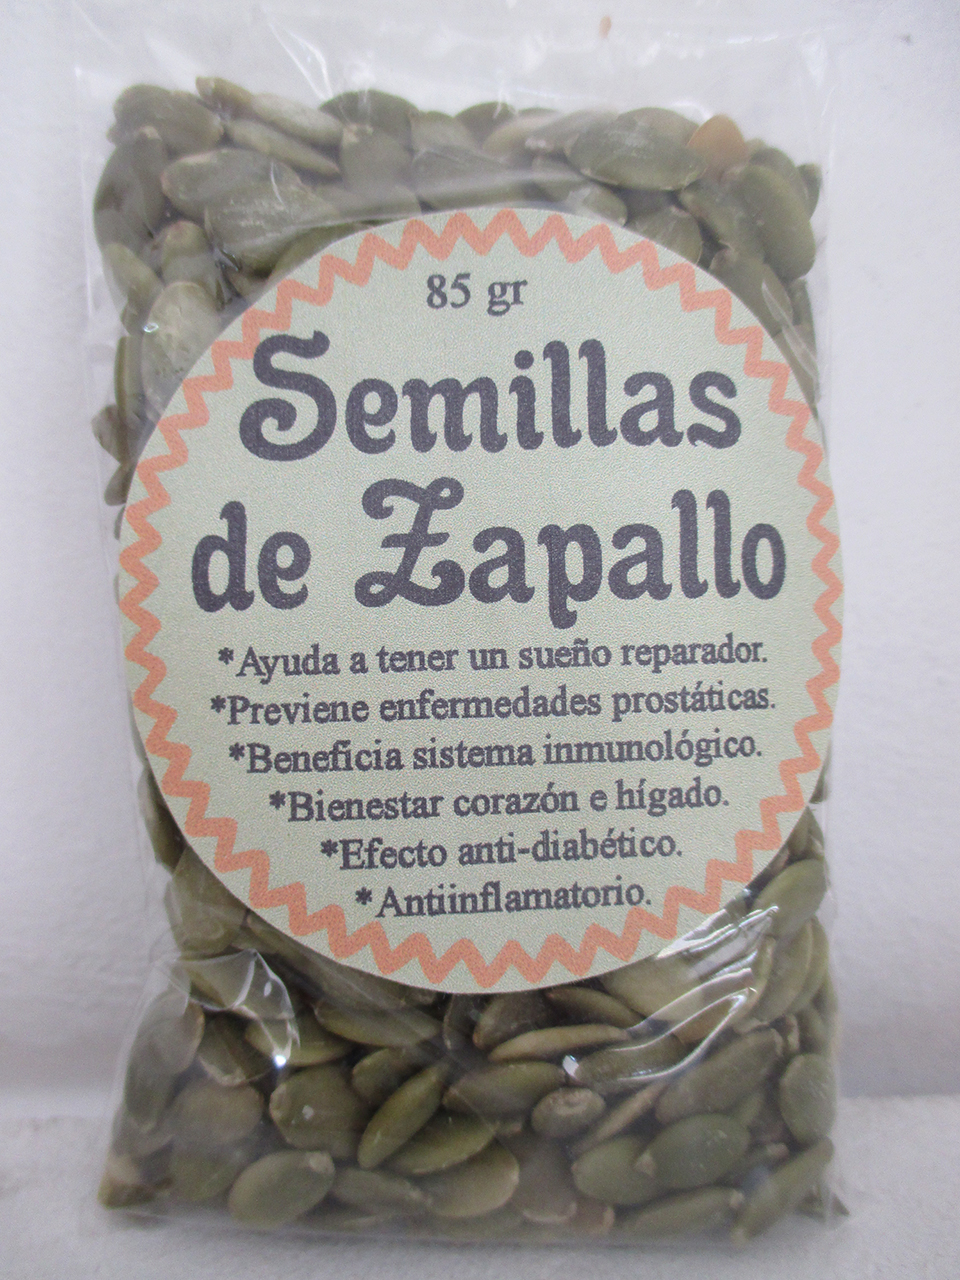 85 gr
Semillas
de Zapallo
*Ayuda a tener un sueño reparador.
*Previene enfermedades prostáticas.
*Beneficia sistema inmunológico.
*Bienestar corazón e hígado.
*Efecto anti-diabético.
*Antiinflamatorio.